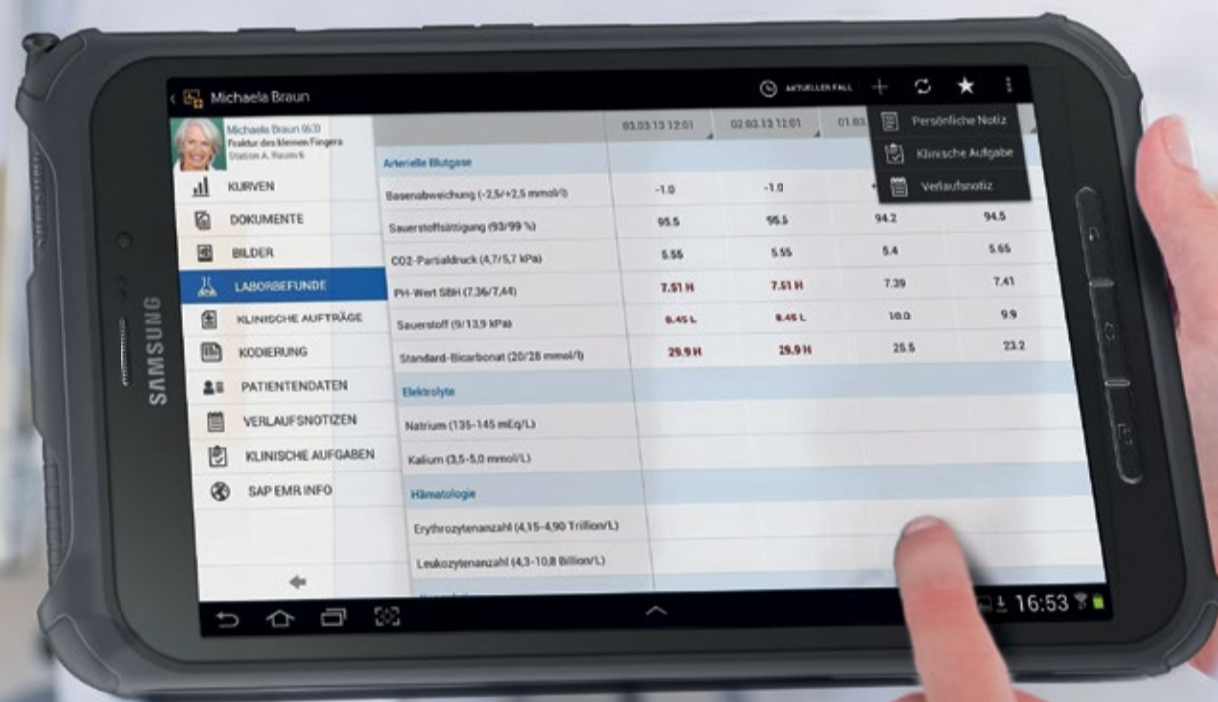 Michaela Braun
AKTUELLER FALL
Persönliche Notiz
Klinische Aufgabe
Verlaufsnotiz
Michaela Braun (63)
Fraktur des kleinen Fingers
Station A, Raum 6
KURVEN
DOKUMENTE
BILDER
LABORBEFUNDE
KLINISCHE AUFTRÄGE
KODIERUNG
PATIENTENDATEN
VERLAUFSNOTIZEN
KLINISCHE AUFGABEN
SAP EMR INFO
03.03.13 12:01 02.03.13 12:01 01.03.
Arterielle Blutgase
Basenabweichung (-2,5/+2,5 mmol/l) -1.0 -1.0
Sauerstoffsättigung (93/99 %) 95.5 95.5 94.2 94.5
CO2-Partialdruck (4,7/5,7 kPa) 5.55 5.55 5.4 5.65
PH-Wert SBH (7,36/7,44) 7.51 H 7.51 H 7.39 7.41
Sauerstoff (9/13,9 kPa) 8.45 L 8.45 L 10.0 9.9
Standard-Bicarbonat (20/28 mmol/l) 29.9 H 29.9 H 25.5 23.2
Elektrolyte
Natrium (135-145 mEq/L)
Kalium (3,5-5,0 mmol/L)
Hämatologie
Erythrozytenanzahl (4,15-4,90 Trillion/L)
Leukozytenanzahl (4,3-10,8 Billion/L)
16:53
SAMSUNG